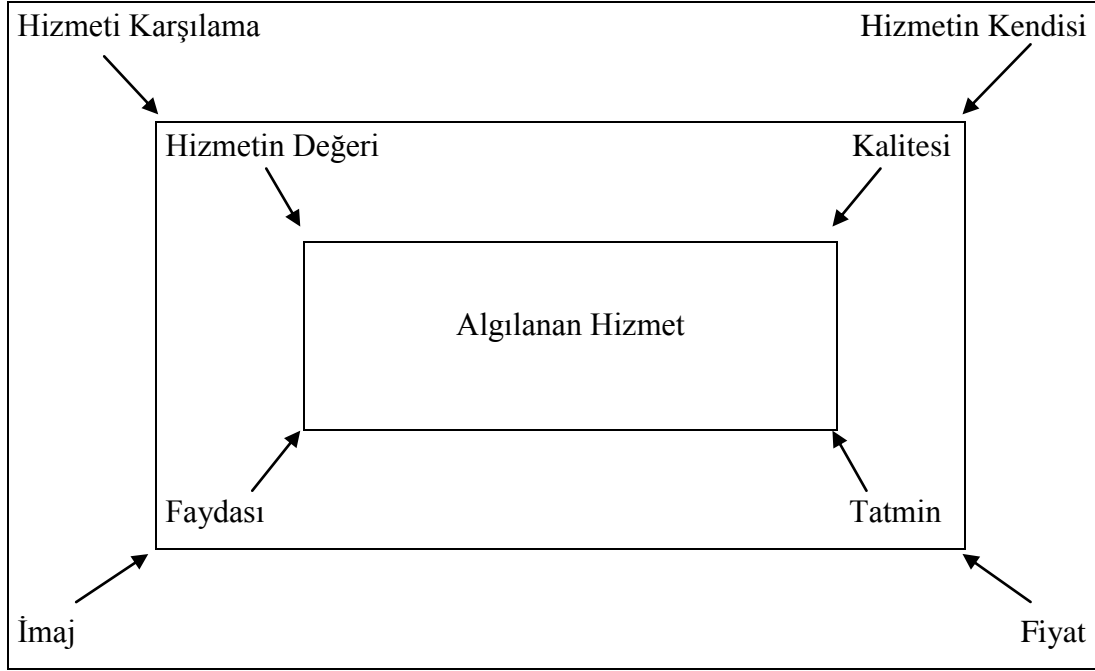 Hizmeti Karşılama
Hizmetin Kendisi
Hizmetin Değeri
Kalitesi
Algılanan Hizmet
Faydası
Tatmin
İmaj
Fiyat